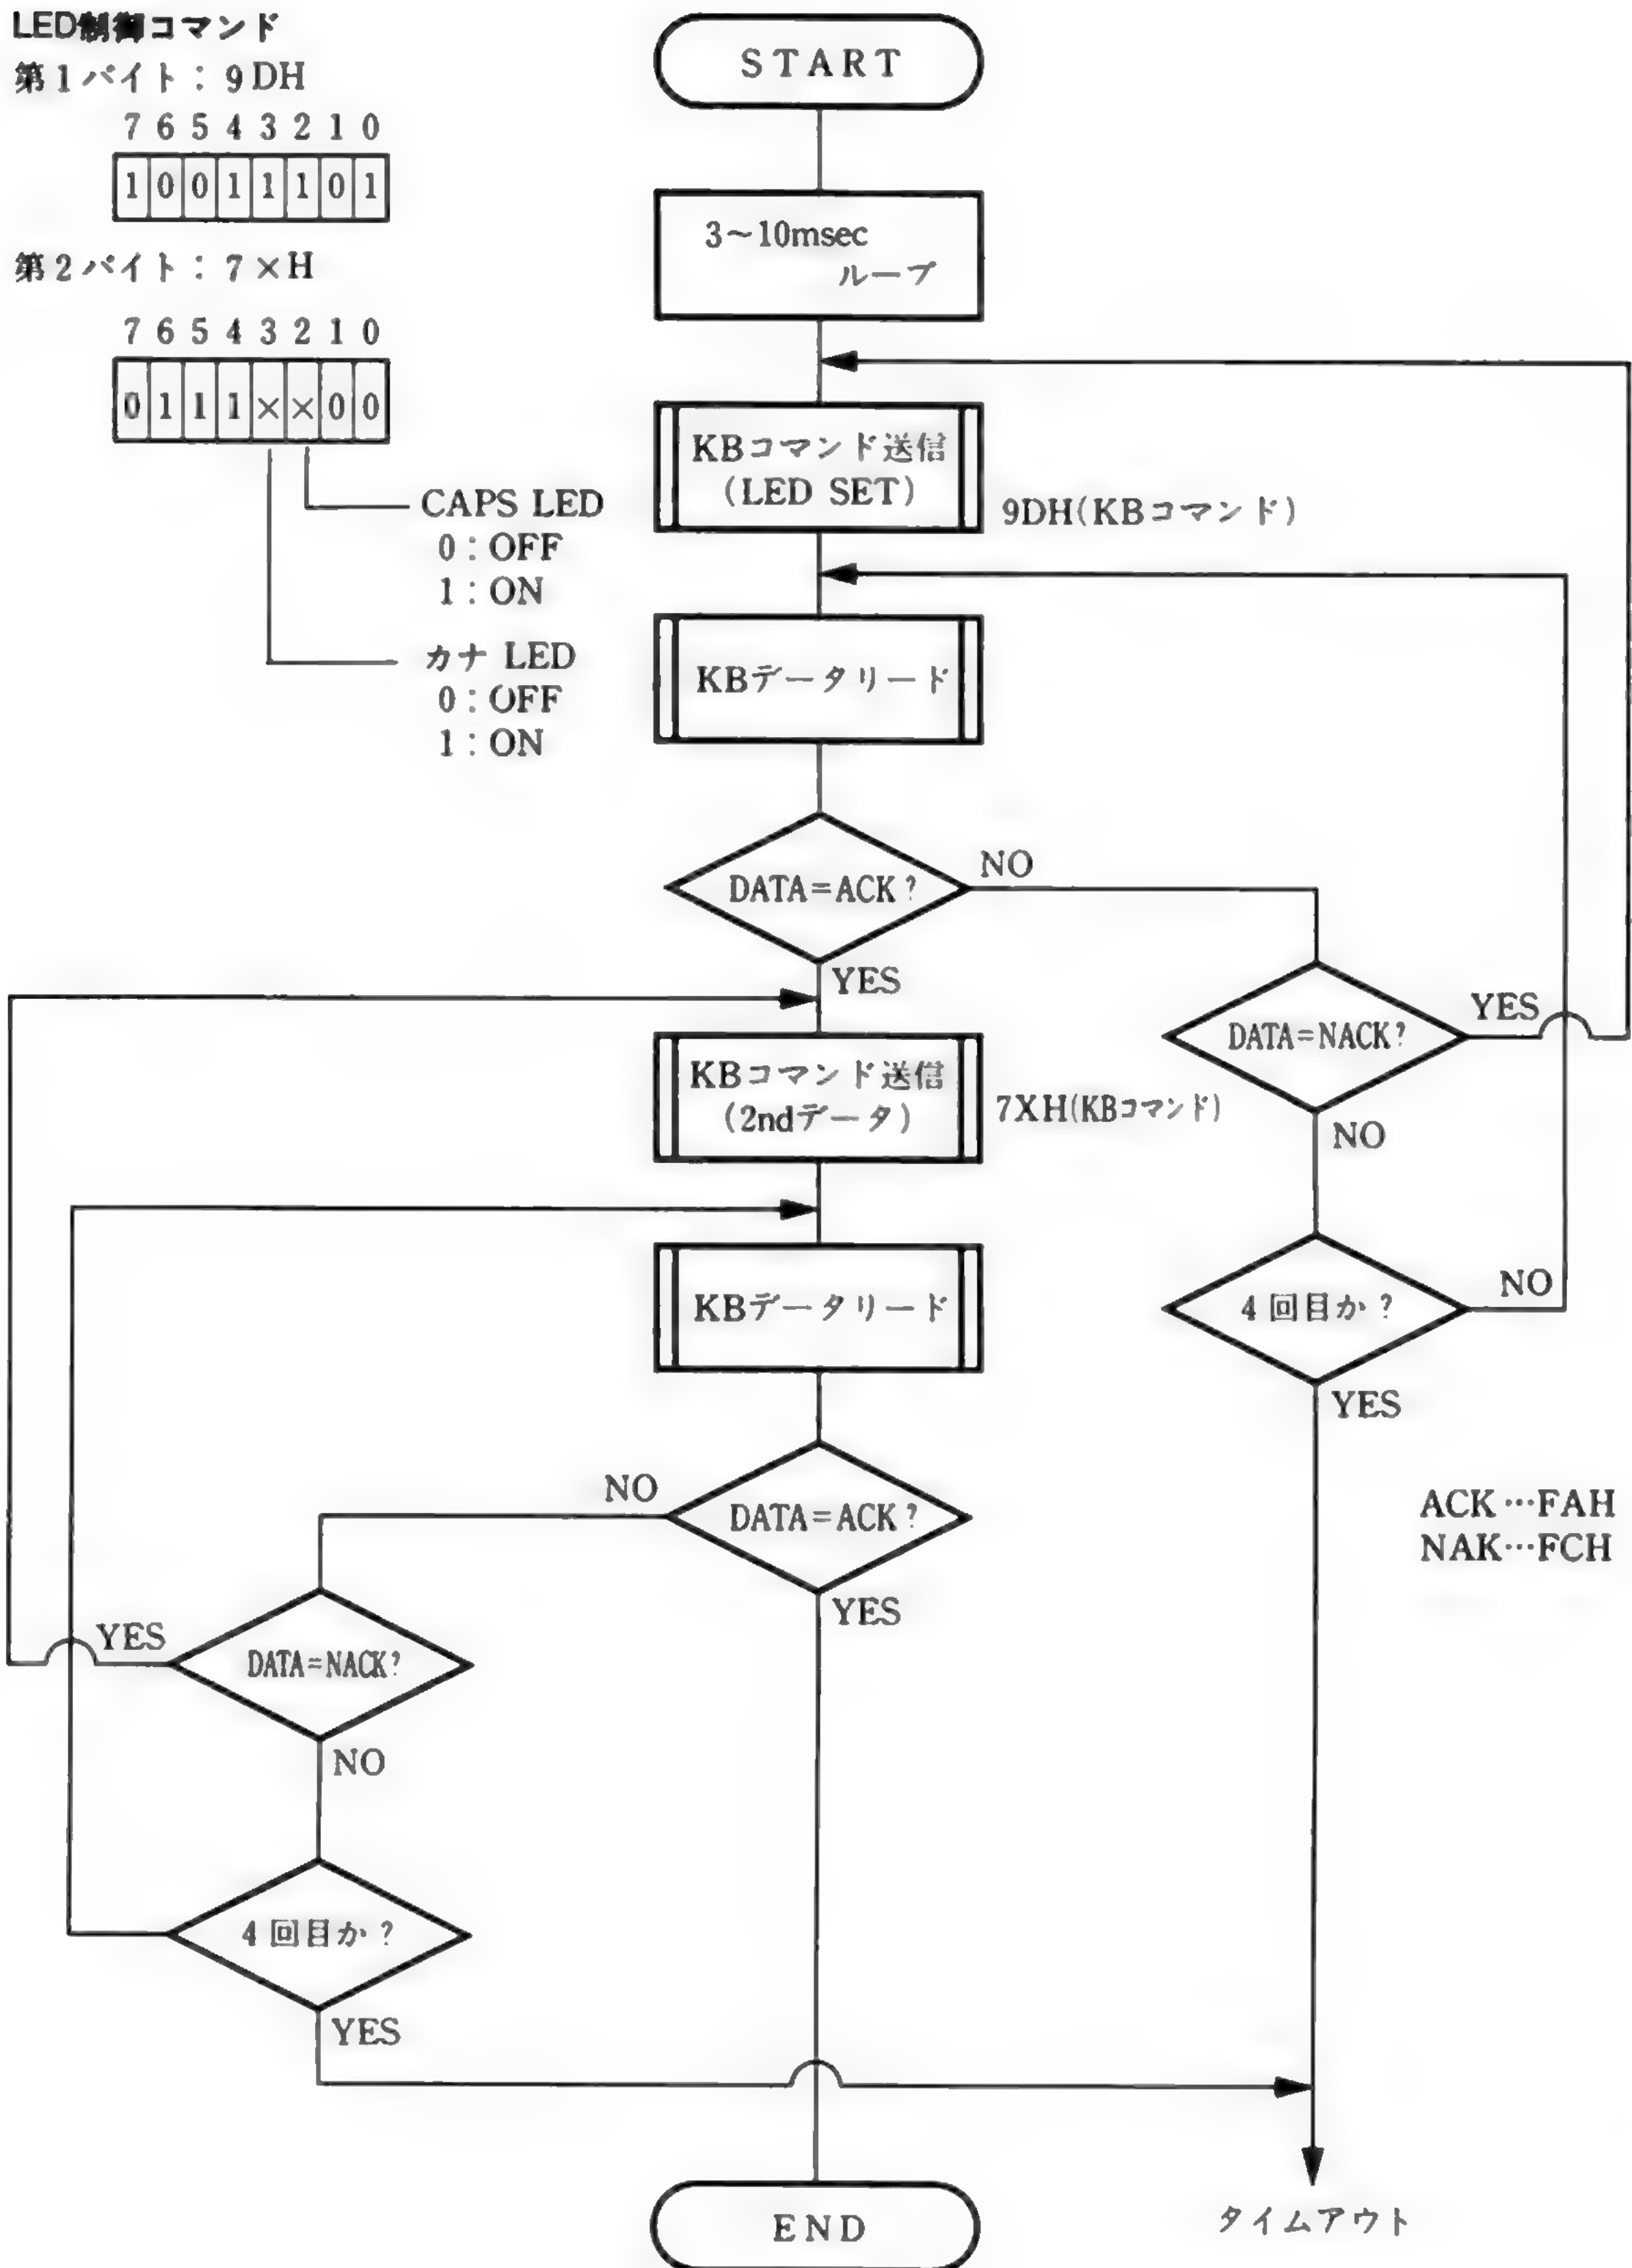 LED制御コマンド
第1バイト：9DH
7 6 5 4 3 2 1 0
1 0 0 1 1 1 0 1
第2バイト：7×H
7 6 5 4 3 2 1 0
0 1 1 1 × × 0 0
CAPS LED
0：OFF
1：ON
カナ LED
0：OFF
1：ON
START
3～10msec
ループ
KBコマンド送信
(LED SET)
9DH(KBコマンド)
KBデータリード
DATA=ACK?
NO
YES
DATA=NACK?
YES
NO
KBコマンド送信
(2ndデータ)
7XH(KBコマンド)
4回目か?
NO
YES
KBデータリード
DATA=ACK?
NO
YES
ACK…FAH
NAK…FCH
DATA=NACK?
YES
NO
4回目か?
YES
END
タイムアウト